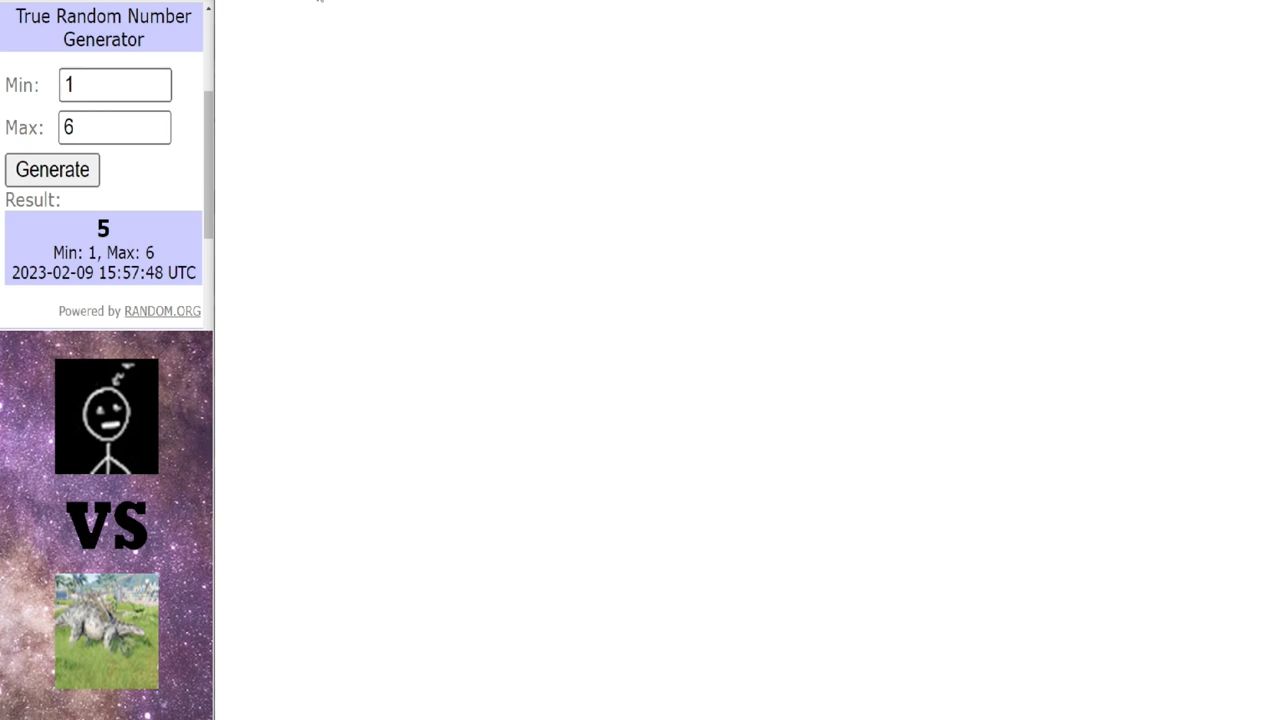 True Random Number
Generator
Min: 1
Max: 6
Generate
Result:
5
Min: 1, Max: 6
2023-02-09 15:57:48 UTC
Powered by RANDOM.ORG
VS